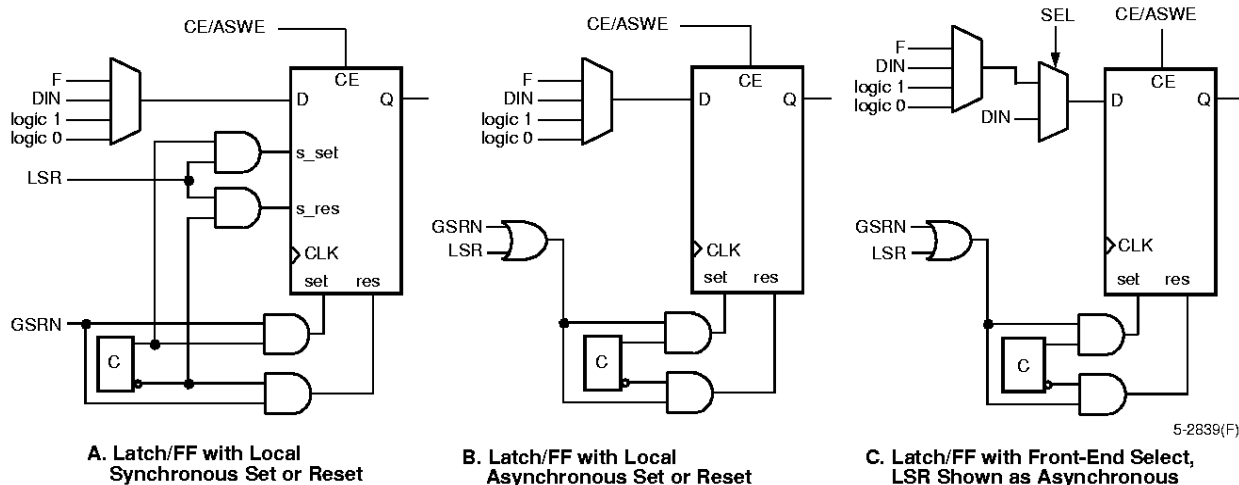 CE/ASWE
F
DIN
logic 1
logic 0
CE
D
Q
s_set
LSR
s_res
CLK
set res
GSRN
C
A. Latch/FF with Local
Synchronous Set or Reset
CE/ASWE
F
DIN
logic 1
logic 0
CE
D
Q
GSRN
LSR
CLK
set res
C
B. Latch/FF with Local
Asynchronous Set or Reset
SEL
CE/ASWE
F
DIN
logic 1
logic 0
DIN
CE
D
Q
GSRN
LSR
CLK
set res
C
5-2839(F)
C. Latch/FF with Front-End Select,
LSR Shown as Asynchronous